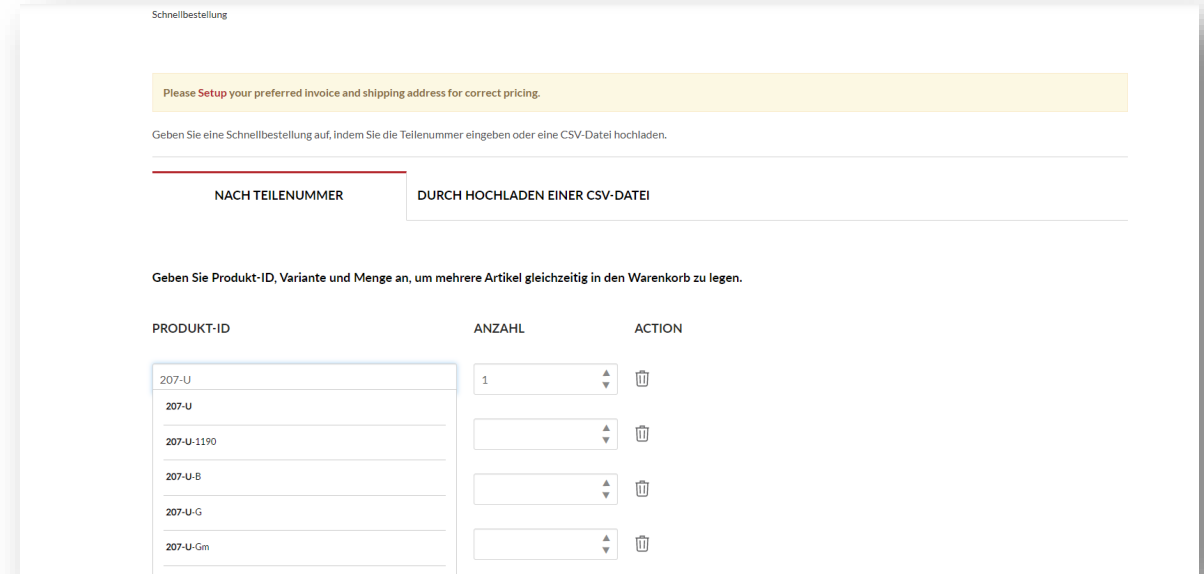 Schnellbestellung
Please Setup your preferred invoice and shipping address for correct pricing.
Geben Sie eine Schnellbestellung auf, indem Sie die Teilenummer eingeben oder eine CSV-Datei hochladen.
NACH TEILENUMMER DURCH HOCHLADEN EINER CSV-DATEI
Geben Sie Produkt-ID, Variante und Menge an, um mehrere Artikel gleichzeitig in den Warenkorb zu legen.
PRODUKT-ID ANZAHL ACTION
207-U 1
207-U
207-U-1190
207-U-B
207-U-G
207-U-Gm